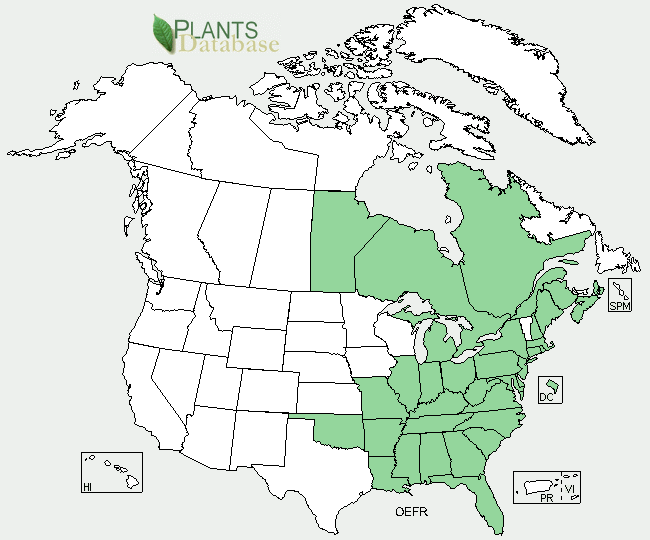 PLANTS
Database
SPM
DC
HI
PR
VI
OEFR